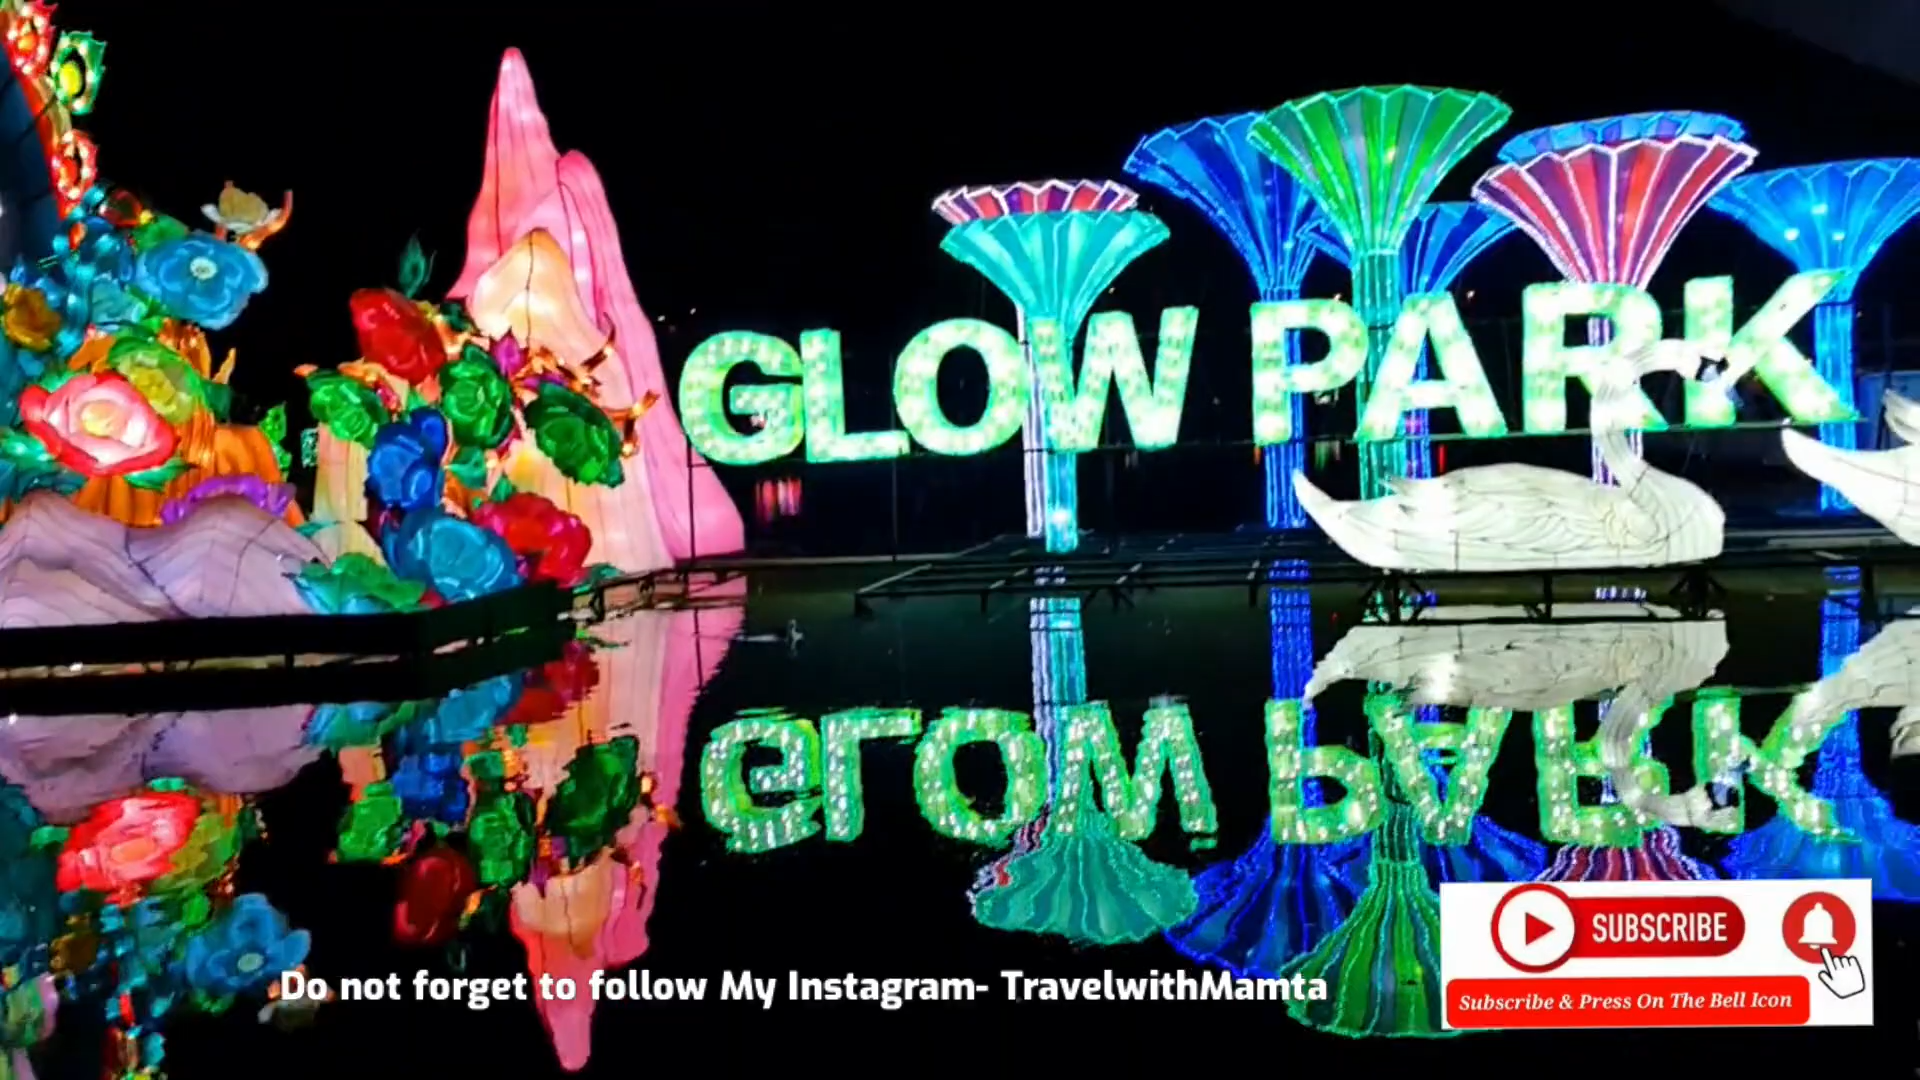 GLOW PARK
SUBSCRIBE
Do not forget to follow My Instagram- TravelwithMamta
Subscribe & Press On The Bell Icon